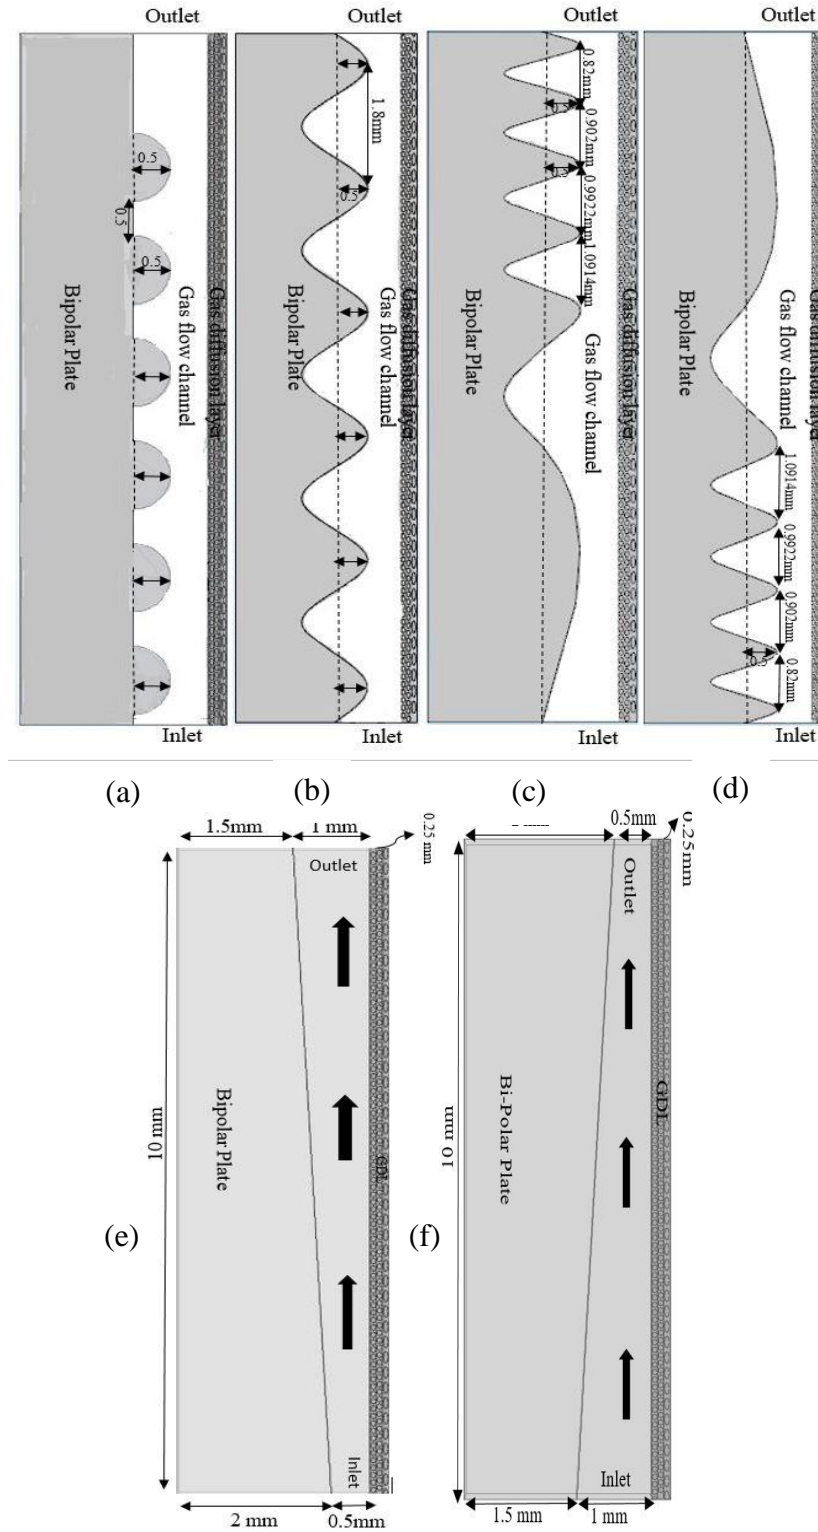 Outlet
Outlet
Outlet
Outlet
0.5
0.5
0.5
Bipolar Plate
Gas flow channel
Gas diffusion layer
Inlet
1.8mm
0.5
Bipolar Plate
Gas flow channel
Gas diffusion layer
Inlet
0.82mm
0.5
0.902mm
0.5
0.9922mm
1.0914mm
Bipolar Plate
Gas flow channel
Gas diffusion layer
Inlet
Bipolar Plate
Gas flow channel
1.0914mm
0.9922mm
0.902mm
0.5
0.82mm
Inlet
(a)
(b)
(c)
(d)
1.5mm
1 mm
0.25 mm
Outlet
10 mm
Bipolar Plate
GDL
(e)
Inlet
2 mm
0.5mm
0.5mm
0.25mm
Outlet
10 mm
Bi-Polar Plate
GDL
(f)
Inlet
1.5 mm
1 mm